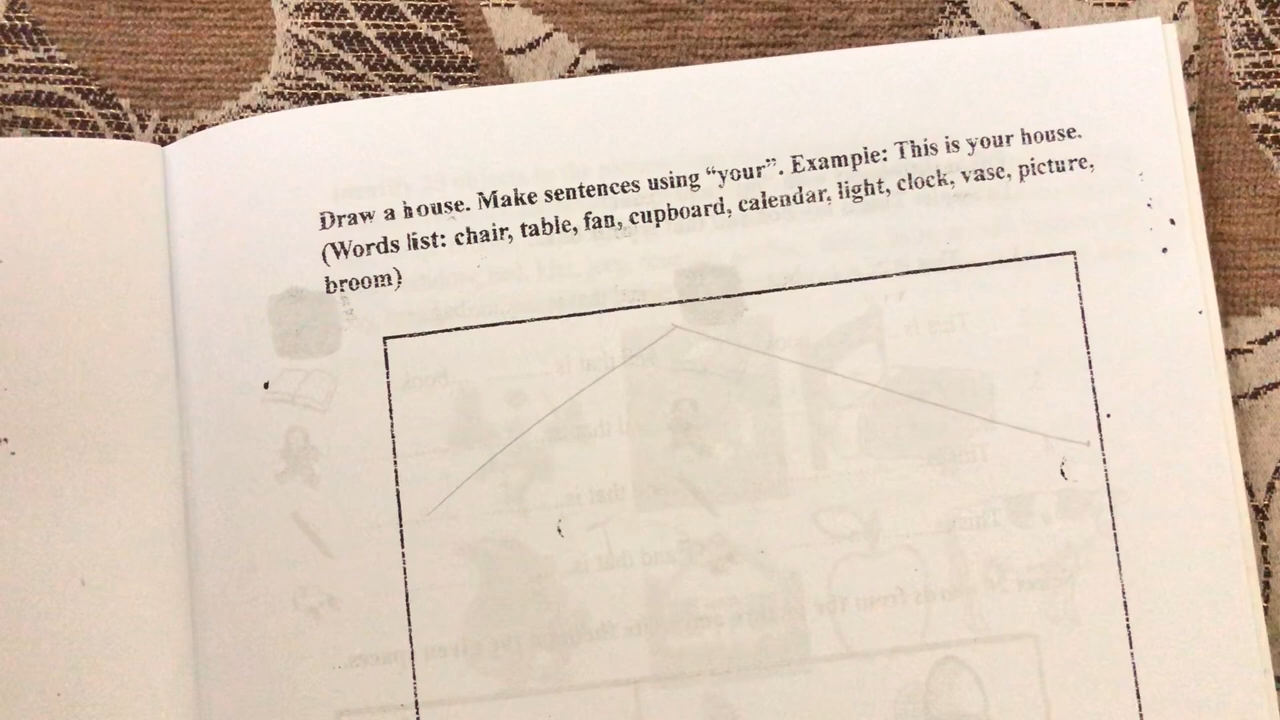 Draw a house. Make sentences using “your”. Example: This is your house.
(Words list: chair, table, fan, cupboard, calendar, light, clock, vase, picture,
broom)